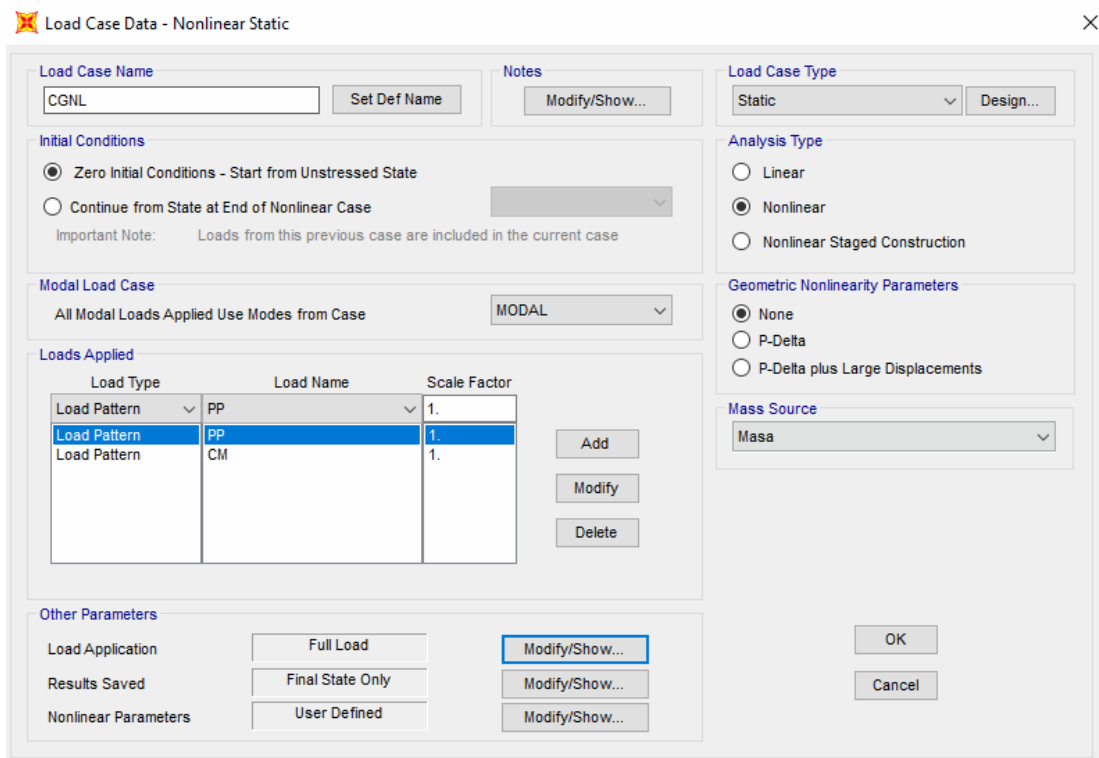 Load Case Data - Nonlinear Static
Load Case Name
CGNL
Set Def Name
Notes
Modify/Show...
Load Case Type
Static
Design...
Initial Conditions
Zero Initial Conditions - Start from Unstressed State
Continue from State at End of Nonlinear Case
Important Note: Loads from this previous case are included in the current case
Analysis Type
Linear
Nonlinear
Nonlinear Staged Construction
Modal Load Case
All Modal Loads Applied Use Modes from Case
MODAL
Geometric Nonlinearity Parameters
None
P-Delta
P-Delta plus Large Displacements
Loads Applied
Load Type Load Name Scale Factor
Load Pattern PP 1.
Load Pattern PP 1.
Load Pattern CM 1.
Add
Modify
Delete
Mass Source
Masa
Other Parameters
Load Application Full Load Modify/Show...
Results Saved Final State Only Modify/Show...
Nonlinear Parameters User Defined Modify/Show...
OK
Cancel